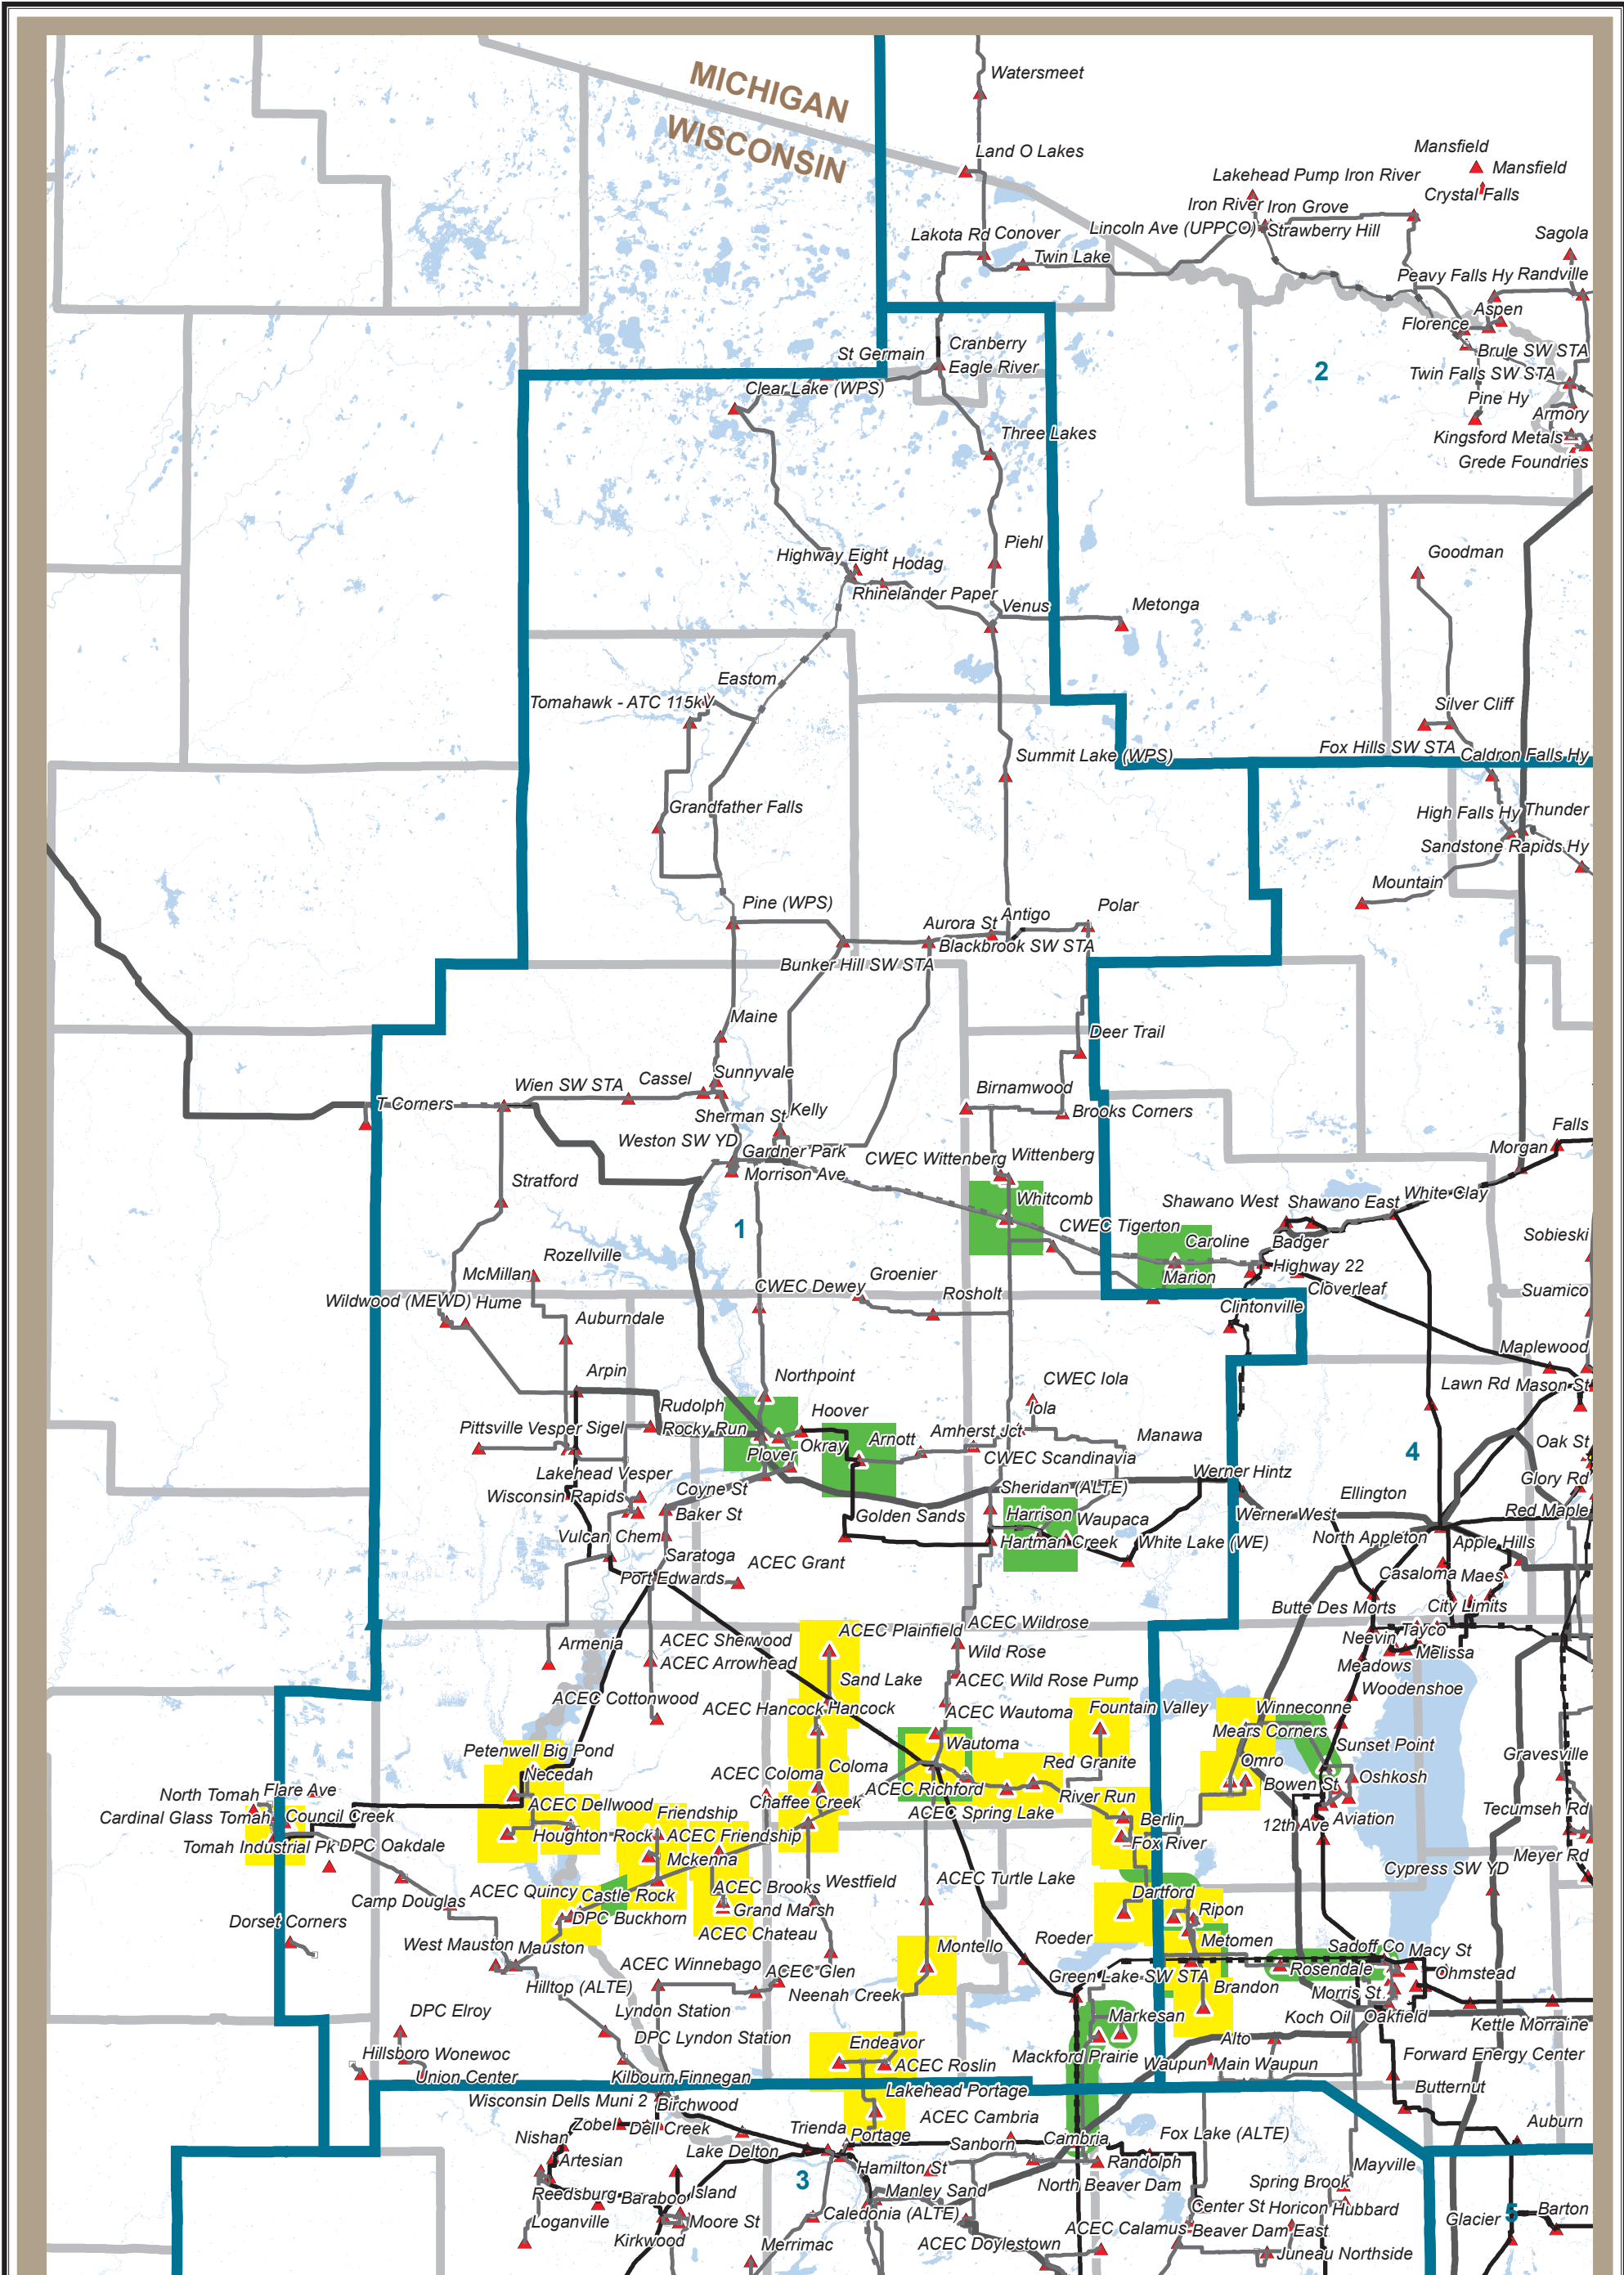 MICHIGAN
WISCONSIN
Watersmeet
Land O Lakes
Mansfield
Mansfield
Lakehead Pump Iron River
Crystal Falls
Iron River
Iron Grove
Lincoln Ave (UPPCO)
Strawberry Hill
Lakota Rd
Conover
Twin Lake
Sagola
Peavy Falls Hy
Randville
Aspen
Florence
Brule SW STA
Twin Falls SW STA
Pine Hy
Armory
Kingsford Metals
Grede Foundries
2
Cranberry
St Germain
Eagle River
Clear Lake (WPS)
Three Lakes
Piehl
Highway Eight
Hodag
Rhinelander Paper
Venus
Metonga
Goodman
Eastom
Tomahawk - ATC 115kV
Silver Cliff
Fox Hills SW STA
Caldron Falls Hy
Summit Lake (WPS)
Grandfather Falls
High Falls Hy
Thunder
Sandstone Rapids Hy
Mountain
Pine (WPS)
Aurora St
Antigo
Polar
Blackbrook SW STA
Bunker Hill SW STA
Maine
Deer Trail
Sunnyvale
Wien SW STA
Cassel
T Corners
Birnamwood
Brooks Corners
Sherman St
Kelly
Weston SW YD
Gardner Park
Morrison Ave
CWEC Wittenberg
Wittenberg
Falls
Morgan
Stratford
Whitcomb
Shawano West
Shawano East
White Clay
1
CWEC Tigerton
Caroline
Badger
Sobieski
Rozellville
McMillan
Groenier
CWEC Dewey
Marion
Highway 22
Cloverleaf
Suamico
Wildwood (MEWD)
Hume
Rosholt
Clintonville
Auburndale
Maplewood
Arpin
Northpoint
CWEC Iola
Lawn Rd
Mason St
Rudolph
Hoover
Iola
Pittsville
Vesper
Sigel
Rocky Run
Okray
Arnott
Amherst Jct
Manawa
Oak St
Plover
CWEC Scandinavia
4
Lakehead Vesper
Coyne St
Sheridan (ALTE)
Werner Hintz
Glory Rd
Wisconsin Rapids
Baker St
Golden Sands
Harrison
Waupaca
Werner West
Ellington
Red Maple
Vulcan Chem
Hartman Creek
White Lake (WE)
North Appleton
Apple Hills
Saratoga
ACEC Grant
Port Edwards
Casaloma
Maes
Butte Des Morts
City Limits
Armenia
ACEC Sherwood
ACEC Plainfield
ACEC Wildrose
Neevin
Tayco
ACEC Arrowhead
Wild Rose
Melissa
Meadows
Sand Lake
ACEC Wild Rose Pump
Woodenshoe
ACEC Cottonwood
ACEC Hancock
Hancock
ACEC Wautoma
Fountain Valley
Winneconne
Mears Corners
Petenwell
Big Pond
Wautoma
Sunset Point
Necedah
ACEC Coloma
Coloma
Red Granite
Omro
Gravesville
North Tomah
Flare Ave
ACEC Richford
Bowen St
Oshkosh
Cardinal Glass Tomah
Council Creek
ACEC Dellwood
Friendship
Chaffee Creek
River Run
ACEC Spring Lake
Berlin
12th Ave
Aviation
Tecumseh Rd
Tomah Industrial Pk
DPC Oakdale
Houghton Rock
ACEC Friendship
Fox River
Meyer Rd
Mckenna
Cypress SW YD
Camp Douglas
ACEC Quincy
Castle Rock
ACEC Brooks
Westfield
ACEC Turtle Lake
Dartford
Ripon
Dorset Corners
DPC Buckhorn
Grand Marsh
ACEC Chateau
Metomen
West Mauston
Mauston
Montello
Roeder
Sadoff Co
Macy St
ACEC Winnebago
ACEC Glen
Rosendale
Ohmstead
Green Lake SW STA
Hilltop (ALTE)
Neenah Creek
Brandon
Morris St
DPC Elroy
Lyndon Station
Markesan
Koch Oil
Oakfield
Kettle Morraine
DPC Lyndon Station
Endeavor
Mackford Prairie
Alto
Hillsboro
Wonewoc
ACEC Roslin
Waupun Main
Waupun
Forward Energy Center
Union Center
Kilbourn
Finnegan
Lakehead Portage
Butternut
Wisconsin Dells Muni 2
Birchwood
ACEC Cambria
Zobel
Dell Creek
Trienda
Portage
Auburn
Nishan
Lake Delton
Sanborn
Cambria
Fox Lake (ALTE)
Artesian
Hamilton St
Randolph
Mayville
3
North Beaver Dam
Spring Brook
Reedsburg
Baraboo
Island
Manley Sand
Center St
Horicon
Hubbard
Barton
Loganville
Moore St
Caledonia (ALTE)
Glacier
5
Kirkwood
Merrimac
ACEC Doylestown
ACEC Calamus
Beaver Dam East
Juneau Northside